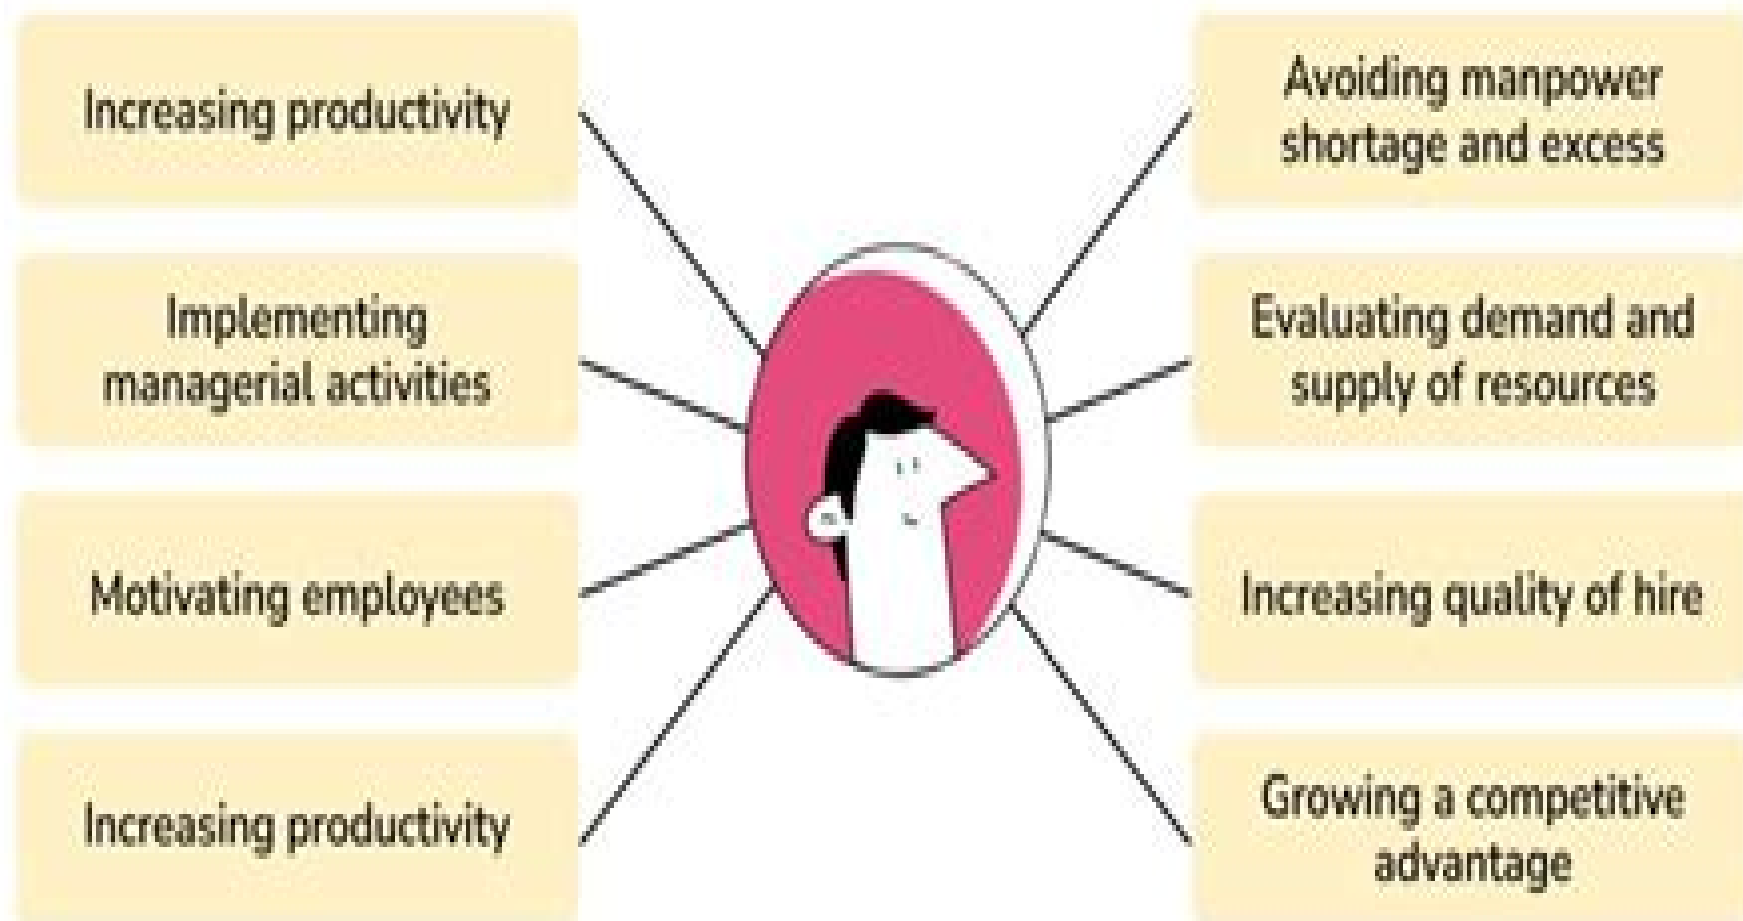 Increasing productivity
Implementing
managerial activities
Motivating employees
Increasing productivity
Avoiding manpower
shortage and excess
Evaluating demand and
supply of resources
Increasing quality of hire
Growing a competitive
advantage